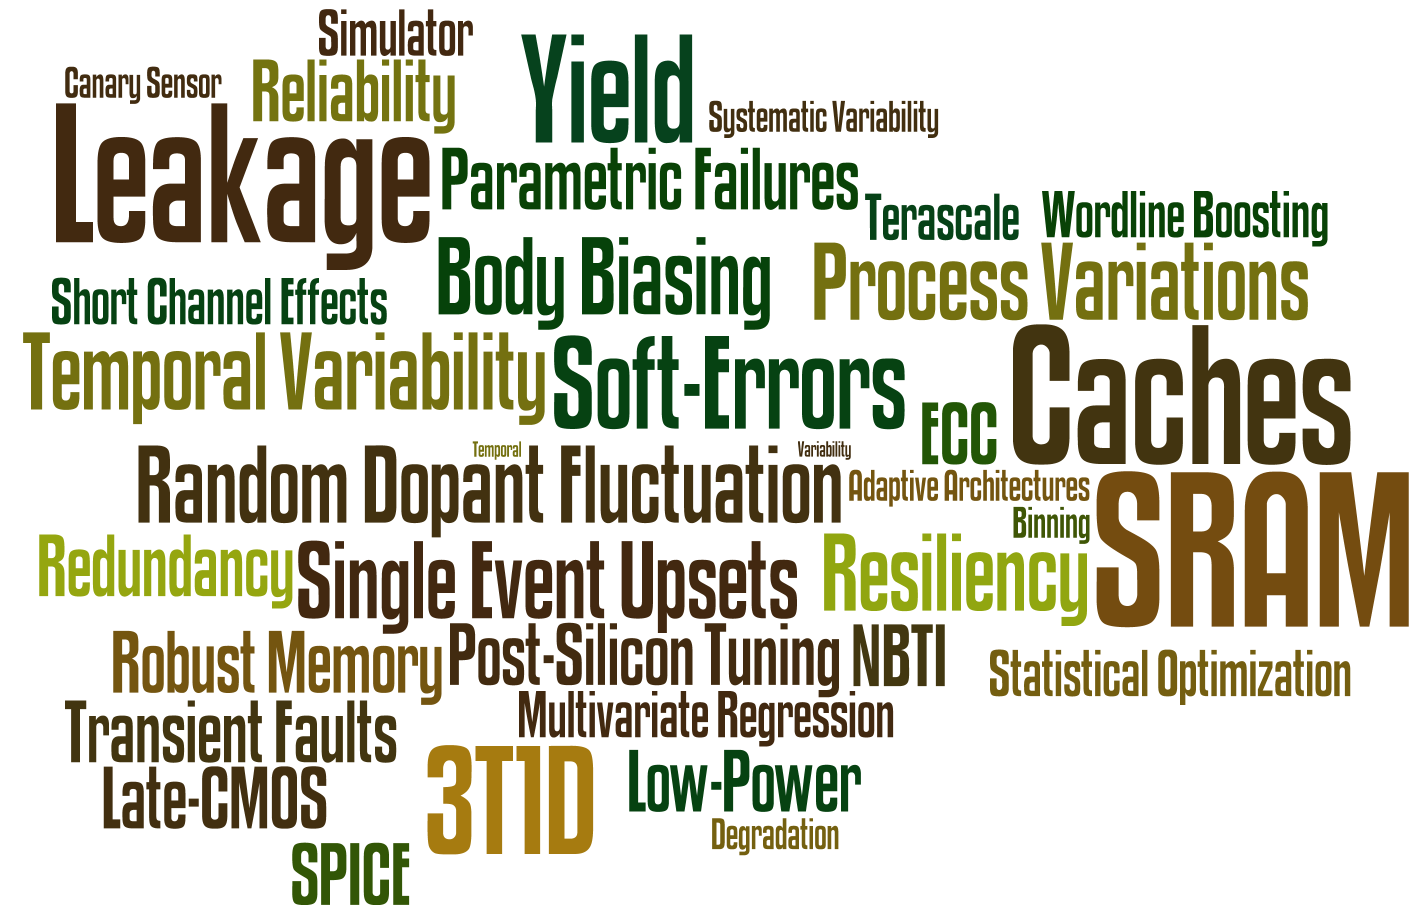 Simulator
Canary Sensor
Reliability
Yield
Systematic Variability
Leakage
Parametric Failures
Terascale
Wordline Boosting
Short Channel Effects
Body Biasing
Process Variations
Temporal Variability
Soft-Errors
ECC
Caches
Temporal
Variability
Random Dopant Fluctuation
Adaptive Architectures
SRAM
Binning
Redundancy
Single Event Upsets
Resiliency
Robust Memory
Post-Silicon Tuning
NBTI
Statistical Optimization
Transient Faults
Multivariate Regression
Late-CMOS
3T1D
Low-Power
Degradation
SPICE